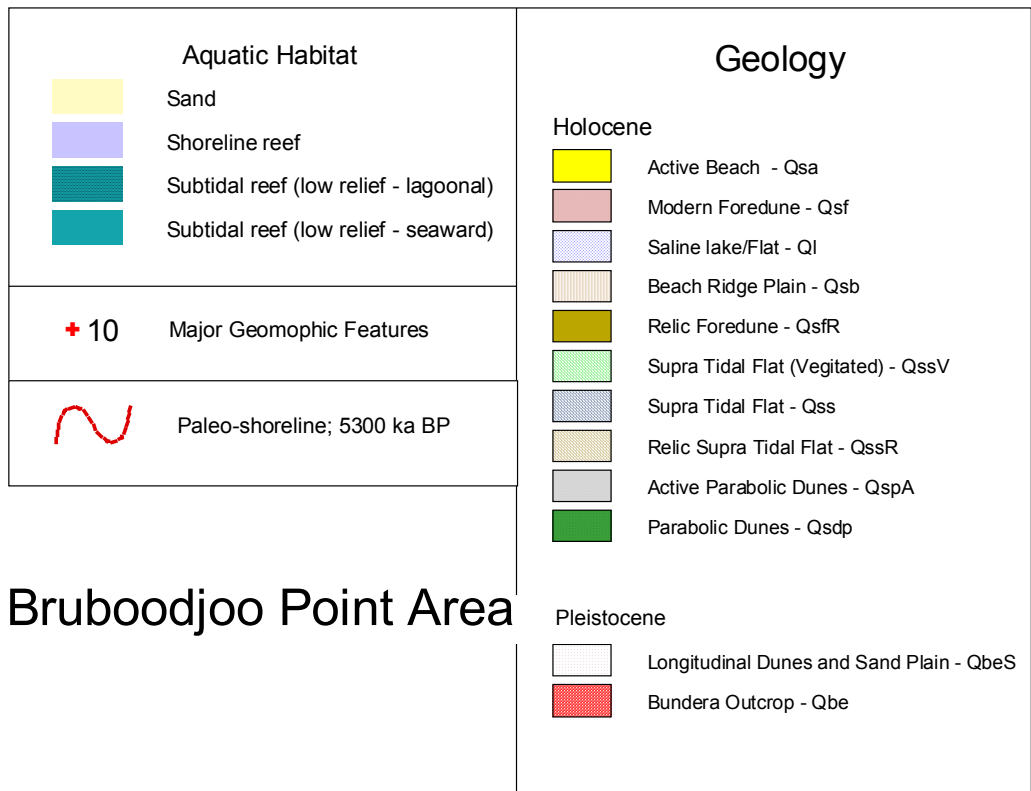 Aquatic Habitat
Sand
Shoreline reef
Subtidal reef (low relief - lagoonal)
Subtidal reef (low relief - seaward)
+ 10 Major Geomophic Features
Paleo-shoreline; 5300 ka BP
Bruboodjoo Point Area
Geology
Holocene
Active Beach - Qsa
Modern Foredune - Qsf
Saline lake/Flat - Ql
Beach Ridge Plain - Qsb
Relic Foredune - QsfR
Supra Tidal Flat (Vegitated) - QssV
Supra Tidal Flat - Qss
Relic Supra Tidal Flat - QssR
Active Parabolic Dunes - QspA
Parabolic Dunes - Qsdp
Pleistocene
Longitudinal Dunes and Sand Plain - QbeS
Bundera Outcrop - Qbe